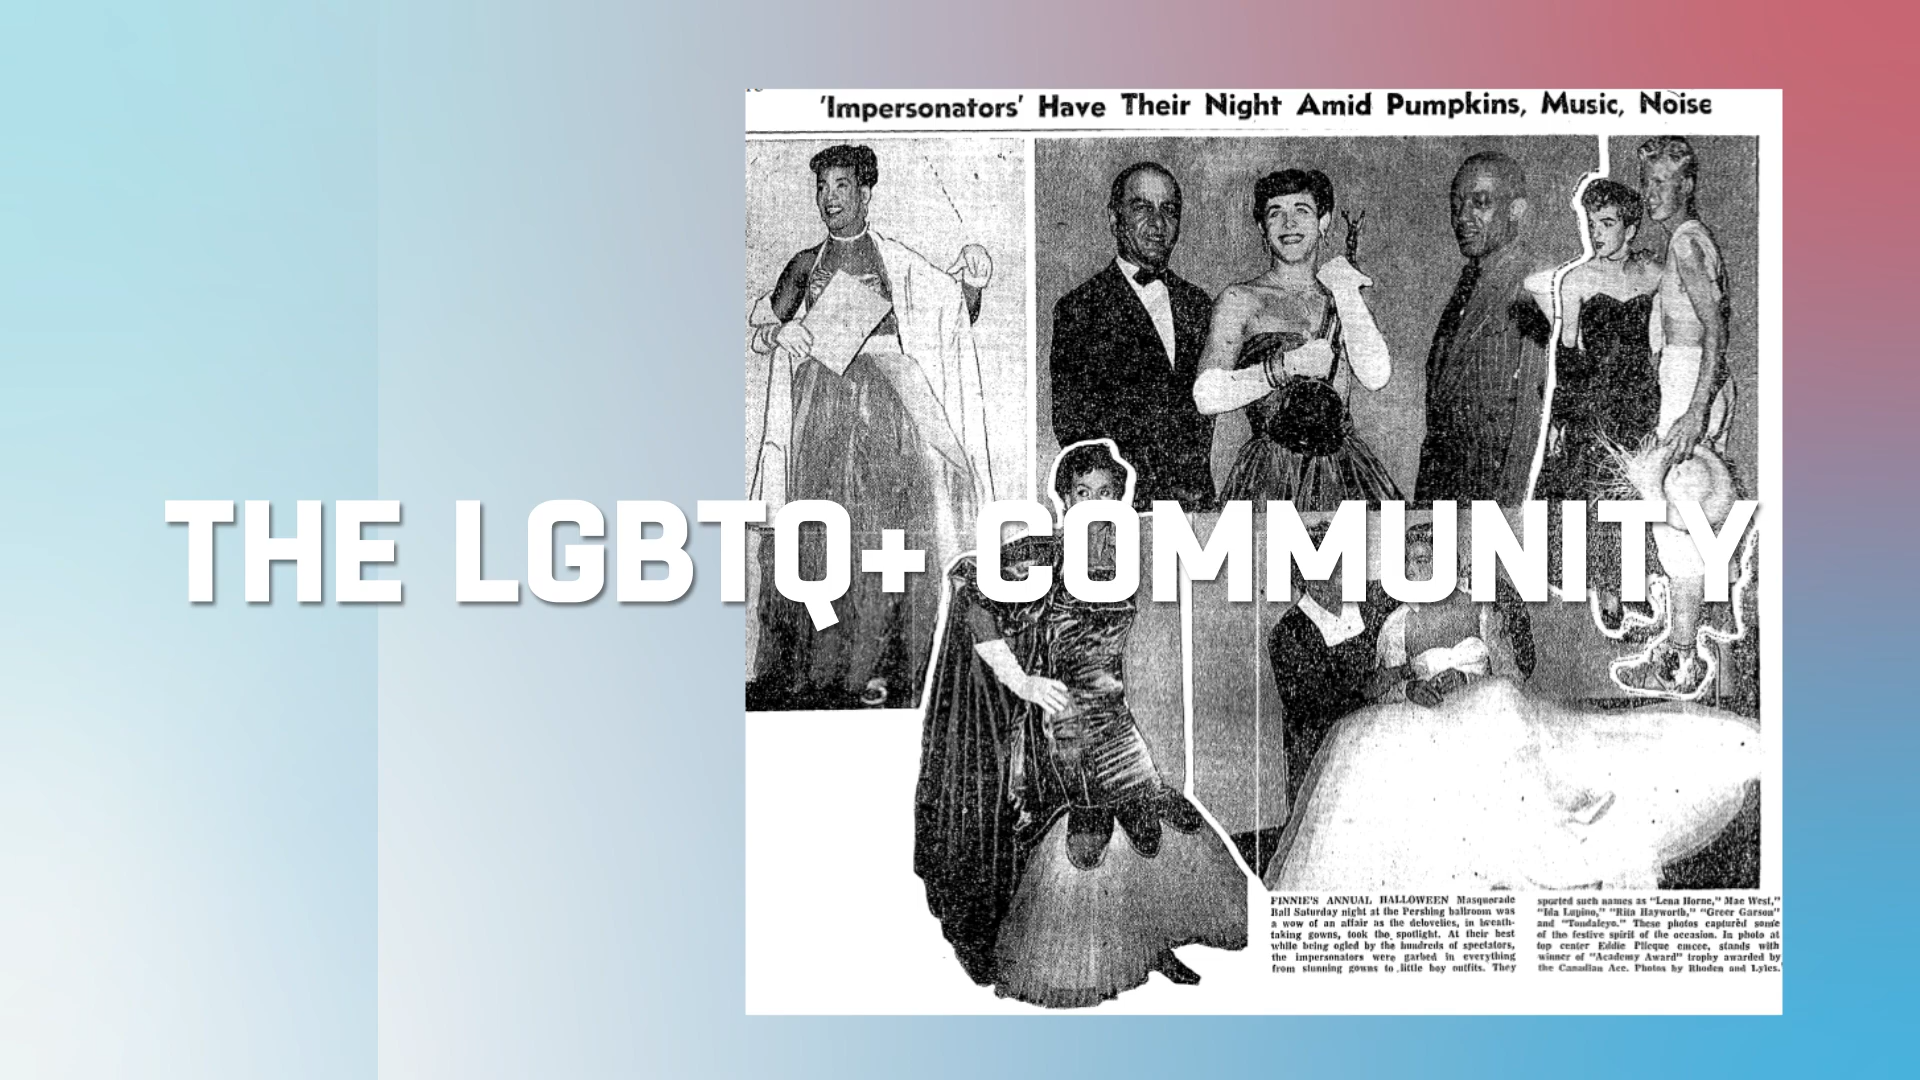 'Impersonators' Have Their Night Amid Pumpkins, Music, Noise
THE LGBTQ+ COMMUNITY
FINNIE'S ANNUAL HALLOWEEN Masquerade
Ball Saturday night at the Pershing ballroom was
a wow of an affair as the delovelies, in breath-
taking gowns, took the spotlight. At their best
while being ogled by the hundreds of spectators,
the impersonators were garbed in everything
from stunning gowns to little boy outfits. They
sported such names as "Lena Horne," Mae West,"
"Ida Lupino," "Rita Hayworth," "Greer Garson"
and "Tondaleyo." These photos captured some
of the festive spirit of the occasion. In photo at
top center Eddie Plicque emcee, stands with
winner of "Academy Award" trophy awarded by
the Canadian Ace. Photos by Rhoden and Lyles.